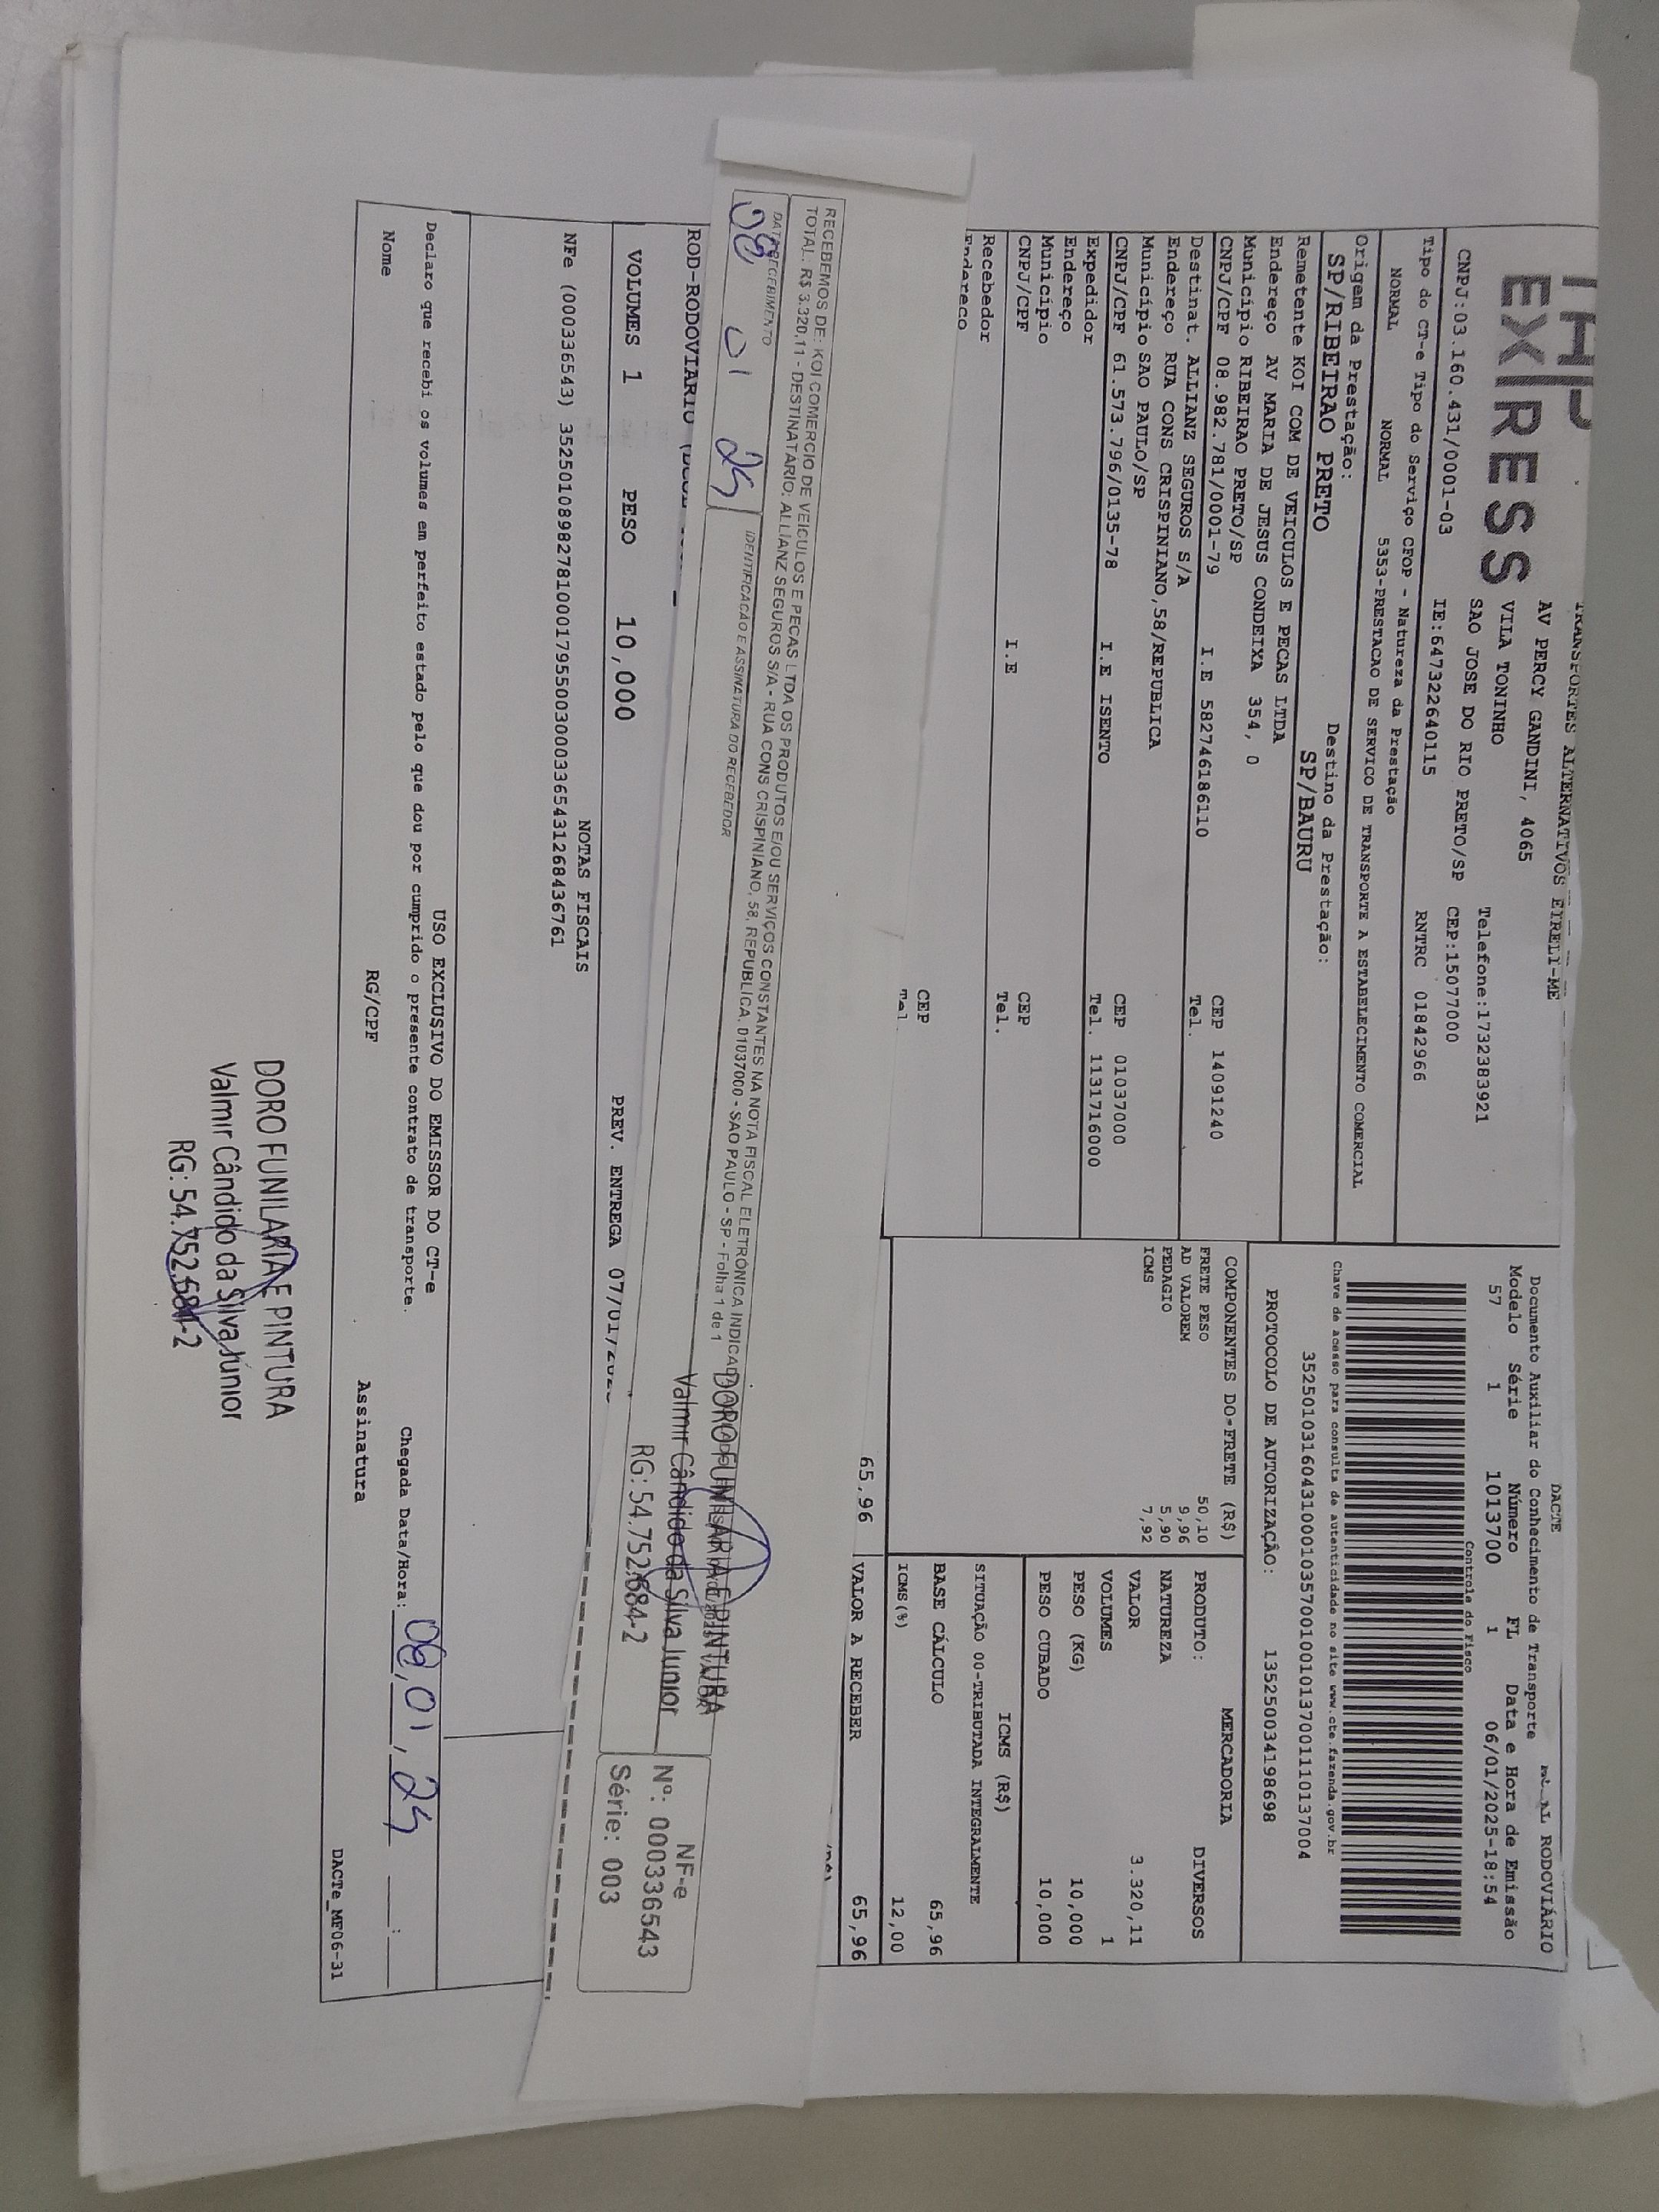 EXPRESS
TRANSPORTES ALTERNATIVOS EIRELI-ME
AV PERCY GANDINI, 4065
VILA TONINHO
Telefone:1732383921
SAO JOSE DO RIO PRETO/SP CEP:15077000
CNPJ:03.160.431/0001-03 IE:647322640115 RNTRC 01842966
Tipo do CT-e Tipo do Serviço CFOP - Natureza da Prestação
NORMAL NORMAL 5353-PRESTACAO DE SERVICO DE TRANSPORTE A ESTABELECIMENTO COMERCIAL
Origem da Prestação: Destino da Prestação:
SP/RIBEIRAO PRETO SP/BAURU
Remetente KOI COM DE VEICULOS E PECAS LTDA
Endereço AV MARIA DE JESUS CONDEIXA 354, 0
Município RIBEIRAO PRETO/SP CEP 14091240
CNPJ/CPF 08.982.781/0001-79 I.E 582746186110 Tel.
Destinat. ALLIANZ SEGUROS S/A
Endereço RUA CONS CRISPINIANO,58/REPUBLICA
Município SAO PAULO/SP CEP 01037000
CNPJ/CPF 61.573.796/0135-78 I.E ISENTO Tel. 1131716000
Expedidor
Endereço
Município CEP
CNPJ/CPF I.E Tel.
Recebedor
Endereço
CEP
Tel
DACTE
RODOVIÁRIO
Documento Auxiliar do Conhecimento de Transporte
Modelo Série Número FL Data e Hora de Emissão
57 1 1013700 1 06/01/2025-18:54
Controle do Fisco
Chave de acesso para consulta de autenticidade no site www.cte.fazenda.gov.br
35250103160431000103570010010137001110137004
PROTOCOLO DE AUTORIZAÇÃO: 135250034198698
COMPONENTES DO-FRETE (R$)
FRETE PESO 50,10
AD VALOREM 9,96
PEDAGIO 5,90
ICMS 7,92
65,96
MERCADORIA
PRODUTO: DIVERSOS
NATUREZA
VALOR 3.320,11
VOLUMES 1
PESO (KG) 10,000
PESO CUBADO 10,000
ICMS (R$)
SITUAÇÃO 00-TRIBUTADA INTEGRALMENTE
BASE CÁLCULO 65,96
ICMS(%) 12,00
VALOR A RECEBER 65,96
RECEBEMOS DE: KOI COMERCIO DE VEICULOS E PECAS LTDA OS PRODUTOS E/OU SERVIÇOS CONSTANTES NA NOTA FISCAL ELETRÔNICA INDICADA
TOTAL: R$ 3.320,11 - DESTINATARIO: ALLIANZ SEGUROS S/A - RUA CONS CRISPINIANO, 58, REPUBLICA, 01037000 - SAO PAULO - SP - Folha 1 de 1
DATA RECEBIMENTO IDENTIFICAÇÃO E ASSINATURA DO RECEBEDOR
08 01 25
DORO FUNILARIA E PINTURA
Valmir Cândido da Silva Junior
RG: 54.752.684-2
NF-e
Nº: 000336543
Série: 003
ROD-RODOVIARIO
VOLUMES 1 PESO 10,000 PREV. ENTREGA 07/01/2025
NOTAS FISCAIS
NFe (000336543) 35250108982781000179550030003365431268436761
USO EXCLUSIVO DO EMISSOR DO CT-e
Declaro que recebi os volumes em perfeito estado pelo que dou por cumprido o presente contrato de transporte.
Chegada Data/Hora: 08,01,25 :
Nome RG/CPF Assinatura
DACTe_MF06-31
DORO FUNILARIA E PINTURA
Valmir Cândido da Silva Júnior
RG: 54.752.684-2